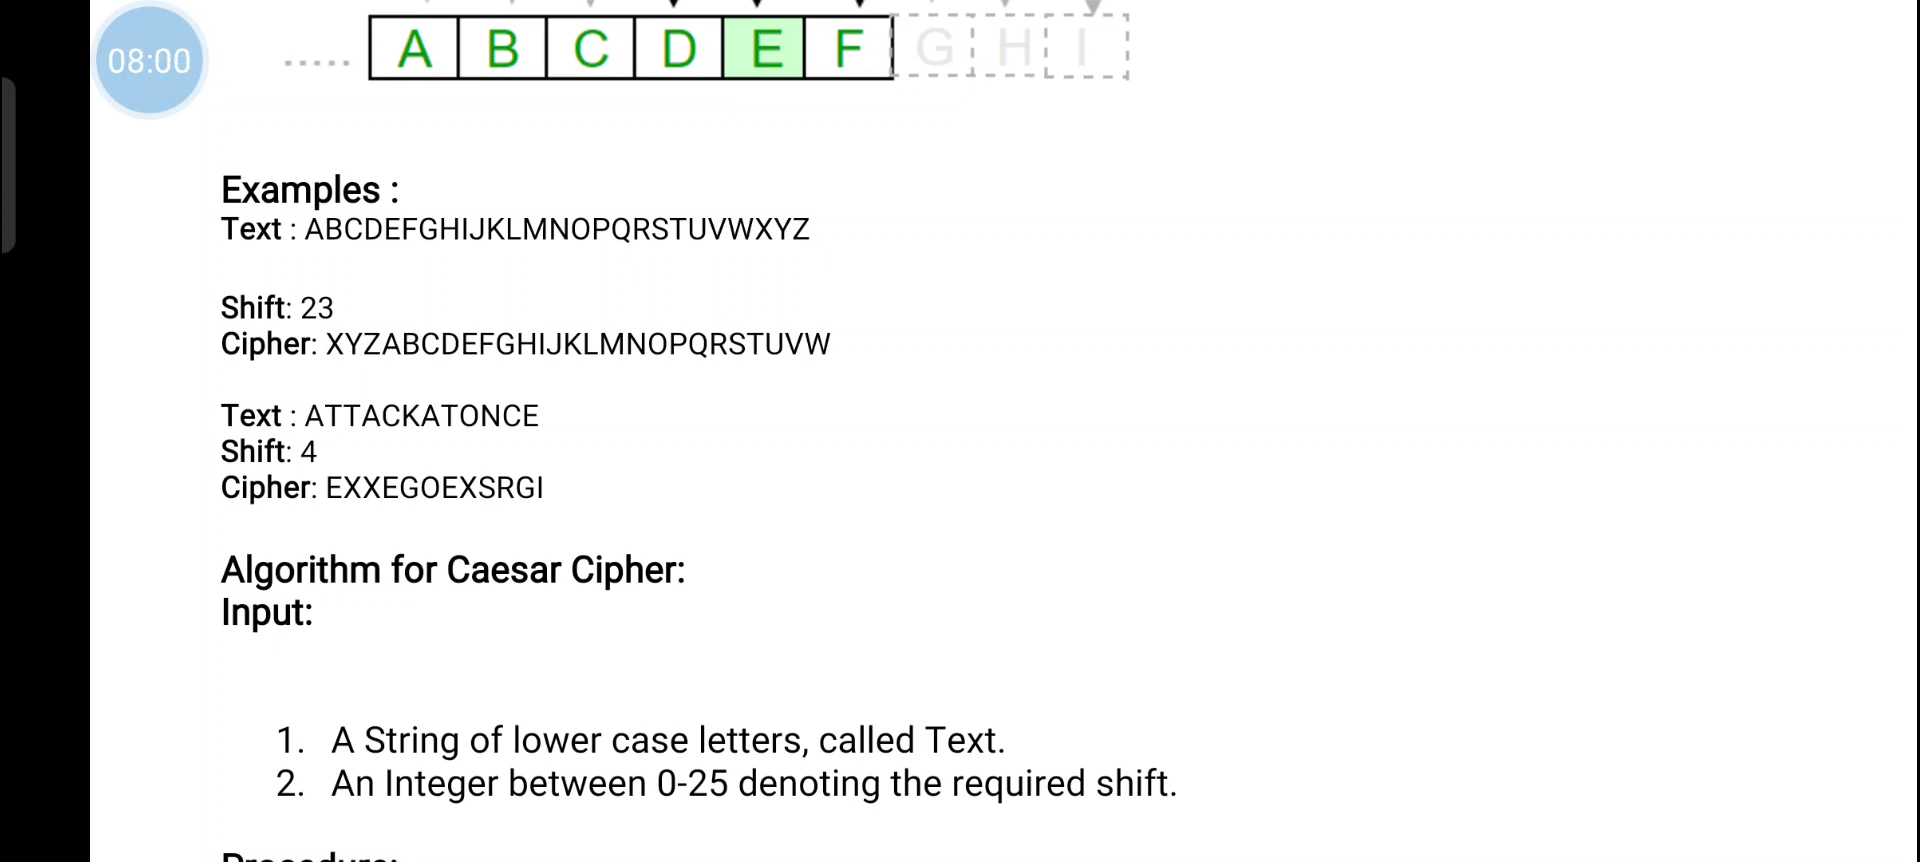 08:00
..... A B C D E F G H I
Examples :
Text : ABCDEFGHIJKLMNOPQRSTUVWXYZ
Shift: 23
Cipher: XYZABCDEFGHIJKLMNOPQRSTUVW
Text : ATTACKATONCE
Shift: 4
Cipher: EXXEGOEXSRGI
Algorithm for Caesar Cipher:
Input:
1. A String of lower case letters, called Text.
2. An Integer between 0-25 denoting the required shift.
Procedure: